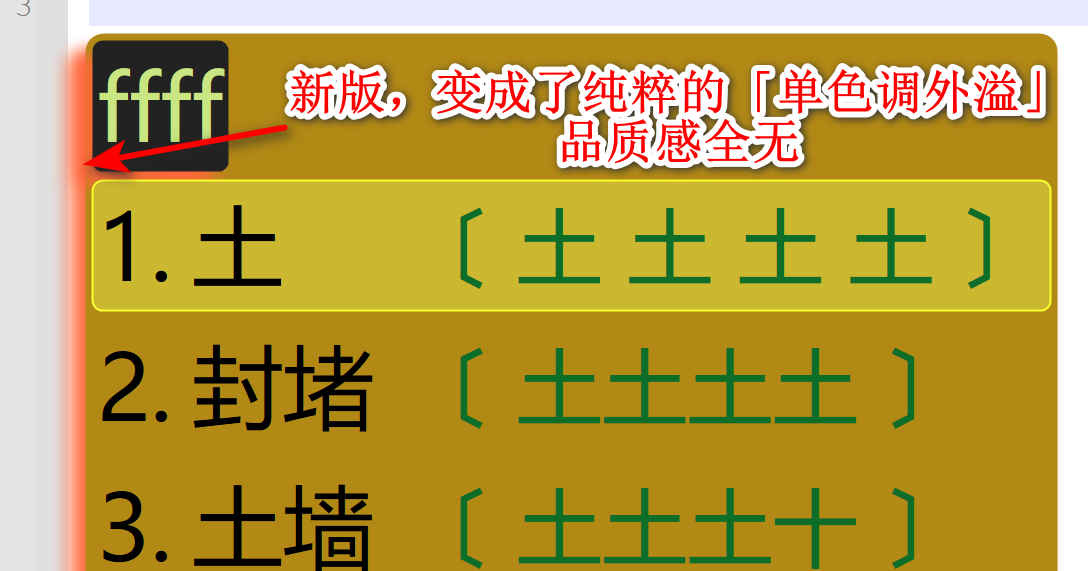 3
ffff
新版，变成了纯粹的「单色调外溢」
品质感全无
1. 土 〔 土 土 土 土 〕
2. 封堵 〔 土土土土 〕
3. 土墙 〔 土土土十 〕